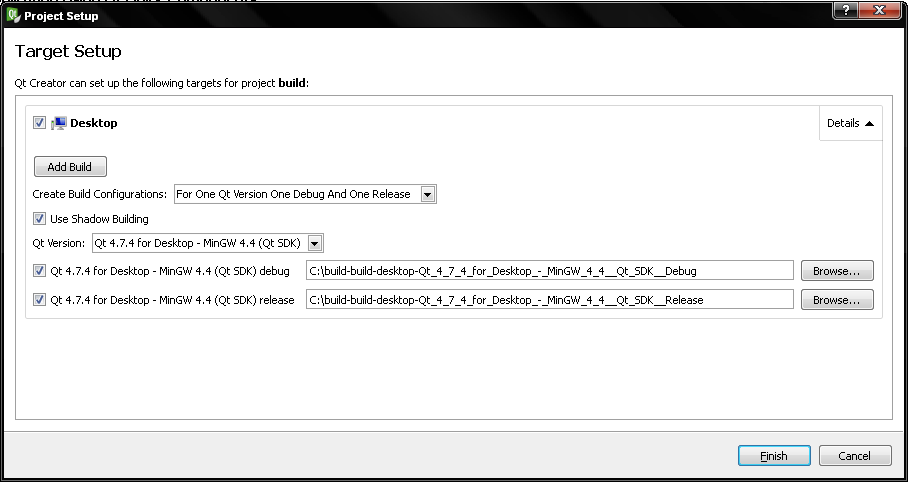 Project Setup
Target Setup
Qt Creator can set up the following targets for project build:
Desktop
Details
Add Build
Create Build Configurations: For One Qt Version One Debug And One Release
Use Shadow Building
Qt Version: Qt 4.7.4 for Desktop - MinGW 4.4 (Qt SDK)
Qt 4.7.4 for Desktop - MinGW 4.4 (Qt SDK) debug C:\build-build-desktop-Qt_4_7_4_for_Desktop_-_MinGW_4_4__Qt_SDK__Debug Browse...
Qt 4.7.4 for Desktop - MinGW 4.4 (Qt SDK) release C:\build-build-desktop-Qt_4_7_4_for_Desktop_-_MinGW_4_4__Qt_SDK__Release Browse...
Finish Cancel